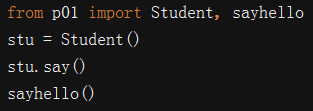 from p01 import Student, sayhello
stu = Student()
stu.say()
sayhello()